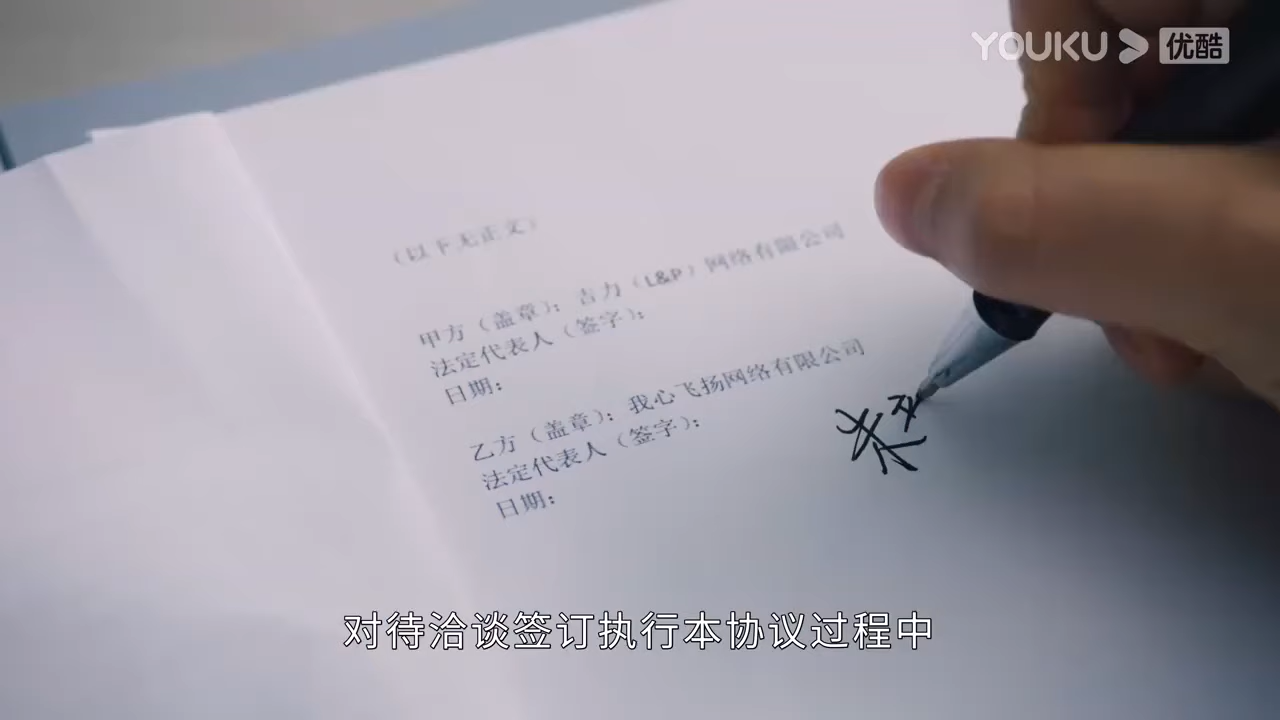 YOUKU 优酷
（以下无正文）
甲方（盖章）：吉力（L&P）网络有限公司
法定代表人（签字）：
日期：
乙方（盖章）：我心飞扬网络有限公司
法定代表人（签字）：
日期：
对待洽谈签订执行本协议过程中